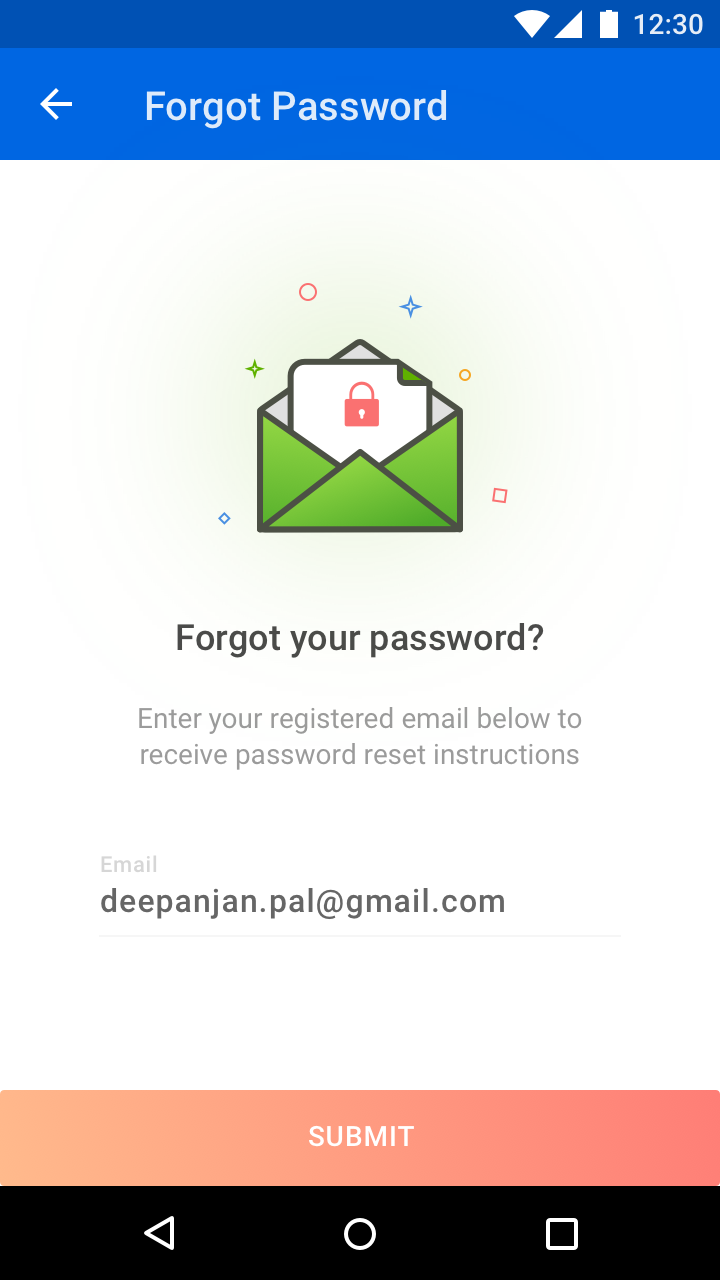 12:30
Forgot Password
Forgot your password?
Enter your registered email below to
receive password reset instructions
Email
deepanjan.pal@gmail.com
SUBMIT